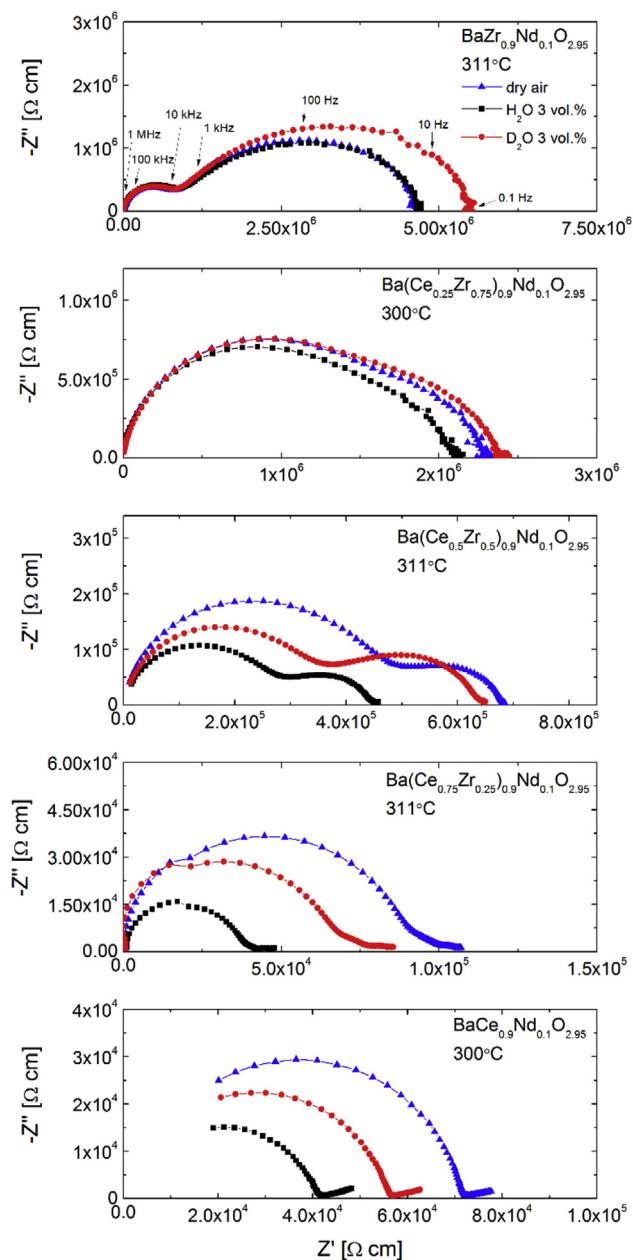 BaZr0.9Nd0.1O2.95
311°C
dry air
H2O 3 vol.%
D2O 3 vol.%
1 MHz
100 kHz
10 kHz
1 kHz
100 Hz
10 Hz
0.1 Hz
-Z'' [Ω cm]
3x10^6
2x10^6
1x10^6
0
0.00 2.50x10^6 5.00x10^6 7.50x10^6
Ba(Ce0.25Zr0.75)0.9Nd0.1O2.95
300°C
-Z'' [Ω cm]
1.0x10^6
5.0x10^5
0.0
0 1x10^6 2x10^6 3x10^6
Ba(Ce0.5Zr0.5)0.9Nd0.1O2.95
311°C
-Z'' [Ω cm]
3x10^5
2x10^5
1x10^5
0
0.0 2.0x10^5 4.0x10^5 6.0x10^5 8.0x10^5
Ba(Ce0.75Zr0.25)0.9Nd0.1O2.95
311°C
-Z'' [Ω cm]
6.00x10^4
4.50x10^4
3.00x10^4
1.50x10^4
0.00
0.0 5.0x10^4 1.0x10^5 1.5x10^5
BaCe0.9Nd0.1O2.95
300°C
-Z'' [Ω cm]
4x10^4
3x10^4
2x10^4
1x10^4
0
0.0 2.0x10^4 4.0x10^4 6.0x10^4 8.0x10^4 1.0x10^5
Z' [Ω cm]